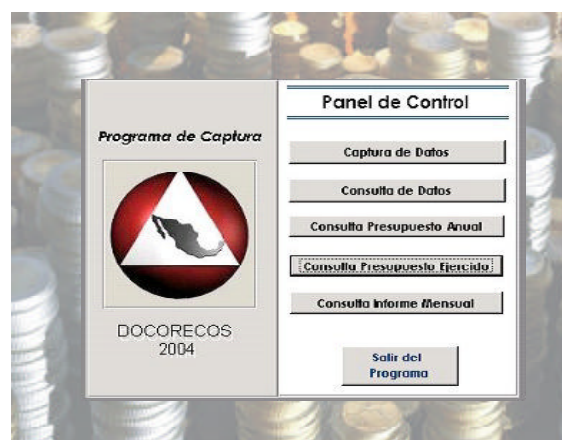 Programa de Captura
DOCORECOS
2004
Panel de Control
Captura de Datos
Consulta de Datos
Consulta Presupuesto Anual
Consulta Presupuesto Ejercido
Consulta Informe Mensual
Salir del
Programa